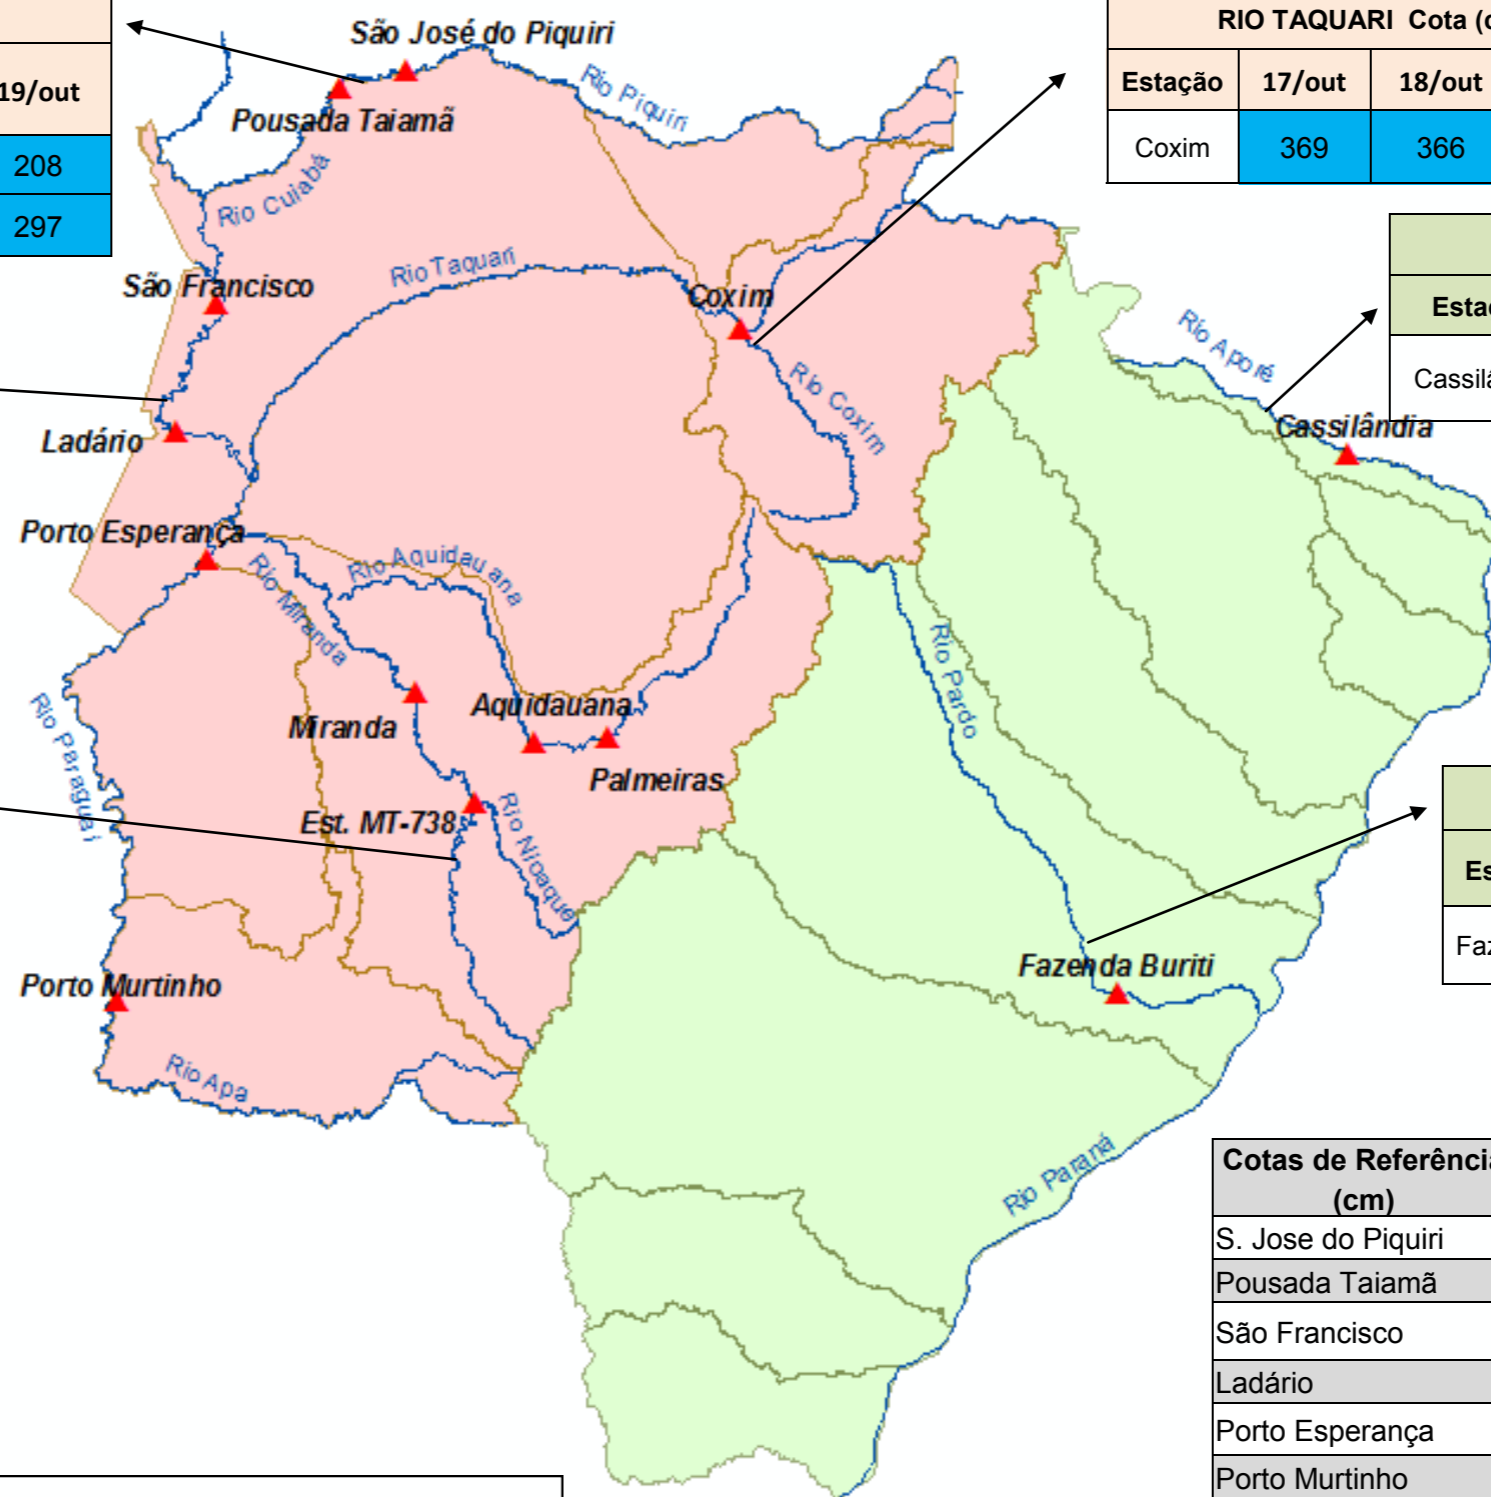 19/out
208
297
RIO TAQUARI Cota (c
Estação 17/out 18/out
Coxim 369 366
São José do Piquiri
Pousada Taiamã
Rio Piquiri
Rio Cuiabá
Rio Taquari
São Francisco
Coxim
Rio Coxim
Ladário
Porto Esperança
Rio Aquidauana
Rio Miranda
Rio Paraguai
Miranda
Aquidauana
Palmeiras
Est. MT-738
Rio Nioaque
Porto Murtinho
Rio Apa
Rio Aporé
Cassilândia
Esta
Cassilâ
Rio Pardo
Fazenda Buriti
Es
Faz
Rio Paraná
Cotas de Referência
(cm)
S. Jose do Piquiri
Pousada Taiamã
São Francisco
Ladário
Porto Esperança
Porto Murtinho